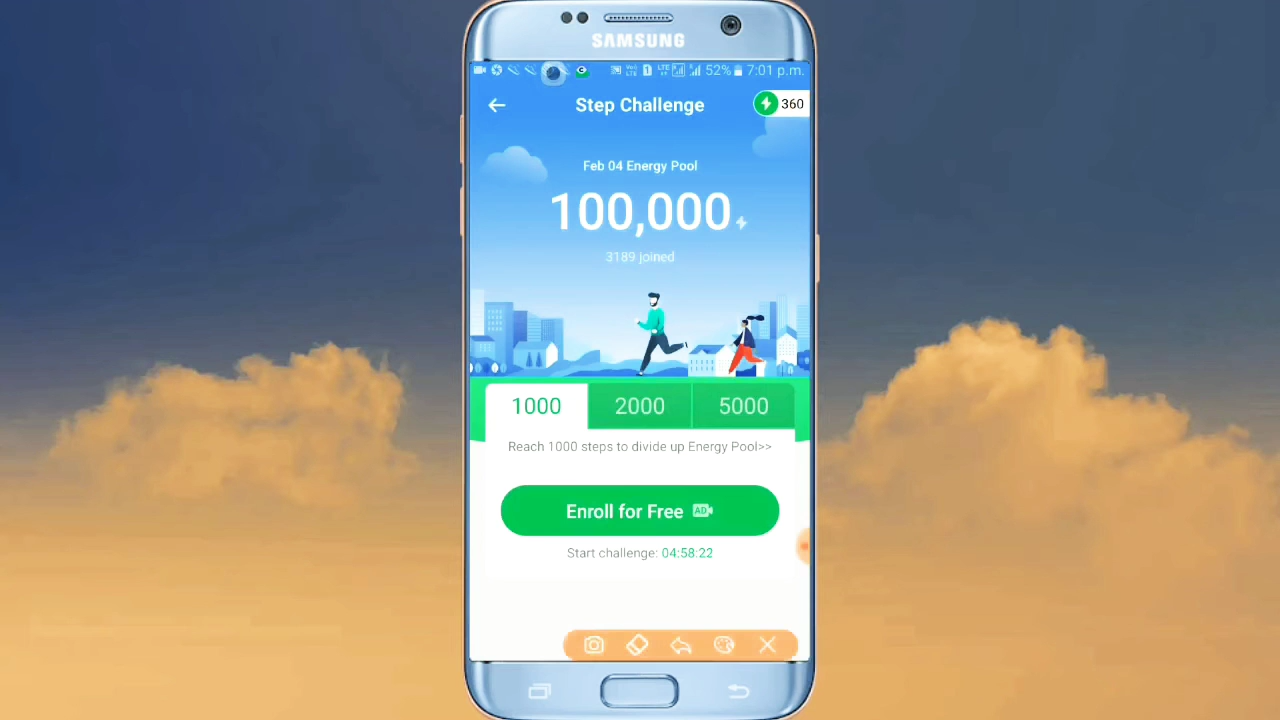 SAMSUNG
52% 7:01 p.m.
Step Challenge
360
Feb 04 Energy Pool
100,000
3189 joined
1000 2000 5000
Reach 1000 steps to divide up Energy Pool>>
Enroll for Free AD
Start challenge: 04:58:22